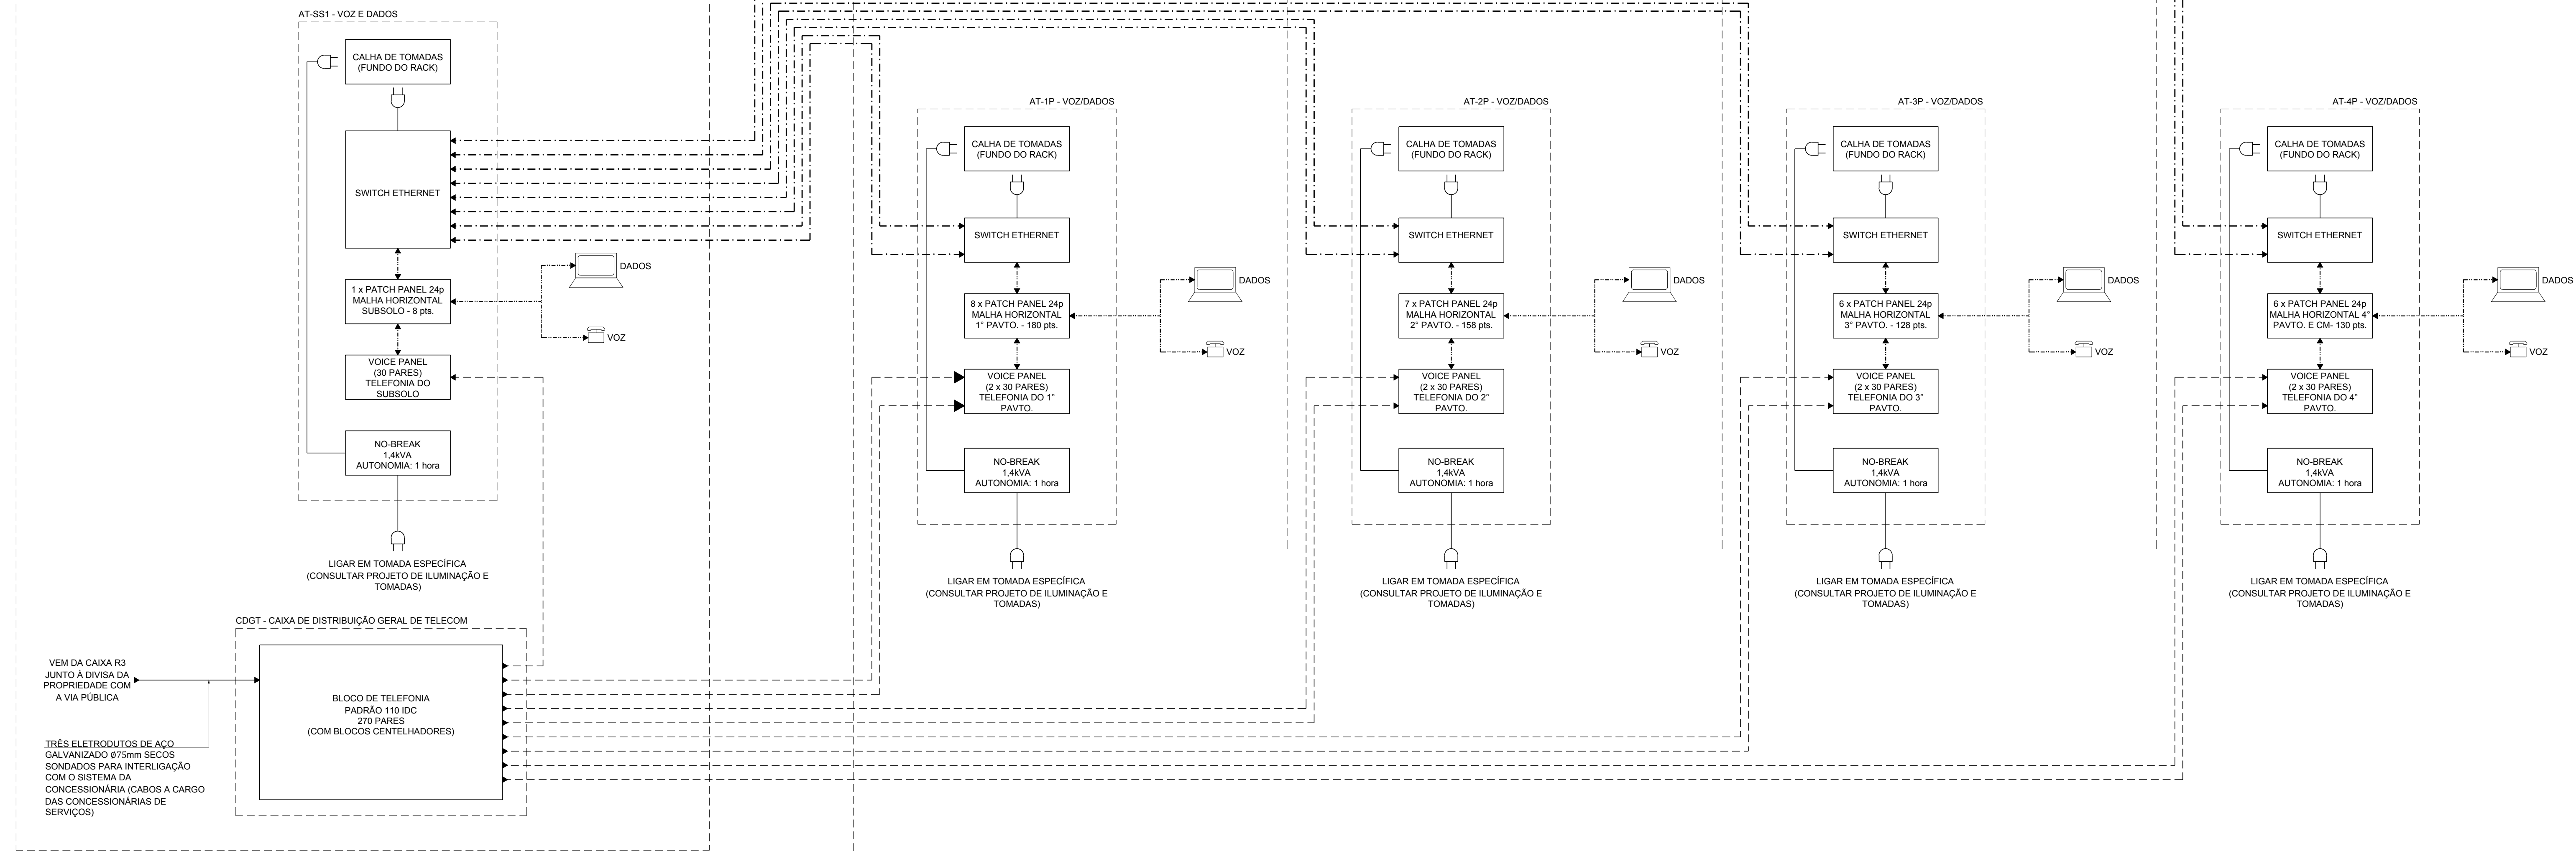 AT-SS1 - VOZ E DADOS
CALHA DE TOMADAS
(FUNDO DO RACK)
SWITCH ETHERNET
1 x PATCH PANEL 24p
MALHA HORIZONTAL
SUBSOLO - 8 pts.
DADOS
VOZ
VOICE PANEL
(30 PARES)
TELEFONIA DO
SUBSOLO
NO-BREAK
1,4kVA
AUTONOMIA: 1 hora
LIGAR EM TOMADA ESPECÍFICA
(CONSULTAR PROJETO DE ILUMINAÇÃO E
TOMADAS)
CDGT - CAIXA DE DISTRIBUIÇÃO GERAL DE TELECOM
VEM DA CAIXA R3
JUNTO À DIVISA DA
PROPRIEDADE COM
A VIA PÚBLICA
BLOCO DE TELEFONIA
PADRÃO 110 IDC
270 PARES
(COM BLOCOS CENTELHADORES)
TRÊS ELETRODUTOS DE AÇO
GALVANIZADO Ø75mm SECOS
SONDADOS PARA INTERLIGAÇÃO
COM O SISTEMA DA
CONCESSIONÁRIA (CABOS A CARGO
DAS CONCESSIONÁRIAS DE
SERVIÇOS)
AT-1P - VOZ/DADOS
CALHA DE TOMADAS
(FUNDO DO RACK)
SWITCH ETHERNET
8 x PATCH PANEL 24p
MALHA HORIZONTAL
1° PAVTO. - 180 pts.
DADOS
VOZ
VOICE PANEL
(2 x 30 PARES)
TELEFONIA DO 1°
PAVTO.
NO-BREAK
1,4kVA
AUTONOMIA: 1 hora
LIGAR EM TOMADA ESPECÍFICA
(CONSULTAR PROJETO DE ILUMINAÇÃO E
TOMADAS)
AT-2P - VOZ/DADOS
CALHA DE TOMADAS
(FUNDO DO RACK)
SWITCH ETHERNET
7 x PATCH PANEL 24p
MALHA HORIZONTAL
2° PAVTO. - 158 pts.
DADOS
VOZ
VOICE PANEL
(2 x 30 PARES)
TELEFONIA DO 2°
PAVTO.
NO-BREAK
1,4kVA
AUTONOMIA: 1 hora
LIGAR EM TOMADA ESPECÍFICA
(CONSULTAR PROJETO DE ILUMINAÇÃO E
TOMADAS)
AT-3P - VOZ/DADOS
CALHA DE TOMADAS
(FUNDO DO RACK)
SWITCH ETHERNET
6 x PATCH PANEL 24p
MALHA HORIZONTAL
3° PAVTO. - 128 pts.
DADOS
VOZ
VOICE PANEL
(2 x 30 PARES)
TELEFONIA DO 3°
PAVTO.
NO-BREAK
1,4kVA
AUTONOMIA: 1 hora
LIGAR EM TOMADA ESPECÍFICA
(CONSULTAR PROJETO DE ILUMINAÇÃO E
TOMADAS)
AT-4P - VOZ/DADOS
CALHA DE TOMADAS
(FUNDO DO RACK)
SWITCH ETHERNET
6 x PATCH PANEL 24p
MALHA HORIZONTAL 4°
PAVTO. E CM- 130 pts.
DADOS
VOZ
VOICE PANEL
(2 x 30 PARES)
TELEFONIA DO 4°
PAVTO.
NO-BREAK
1,4kVA
AUTONOMIA: 1 hora
LIGAR EM TOMADA ESPECÍFICA
(CONSULTAR PROJETO DE ILUMINAÇÃO E
TOMADAS)